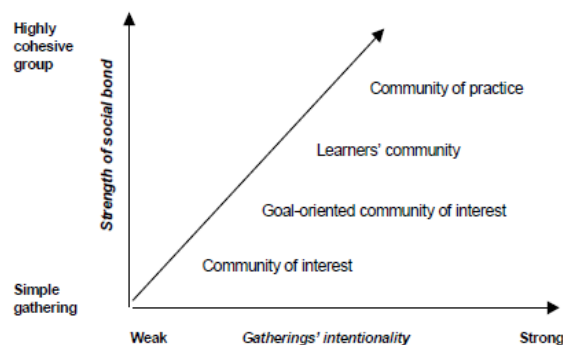 Highly
cohesive
group
Strength of social bond
Community of practice
Learners' community
Goal-oriented community of interest
Community of interest
Simple
gathering
Weak
Gatherings' intentionality
Strong